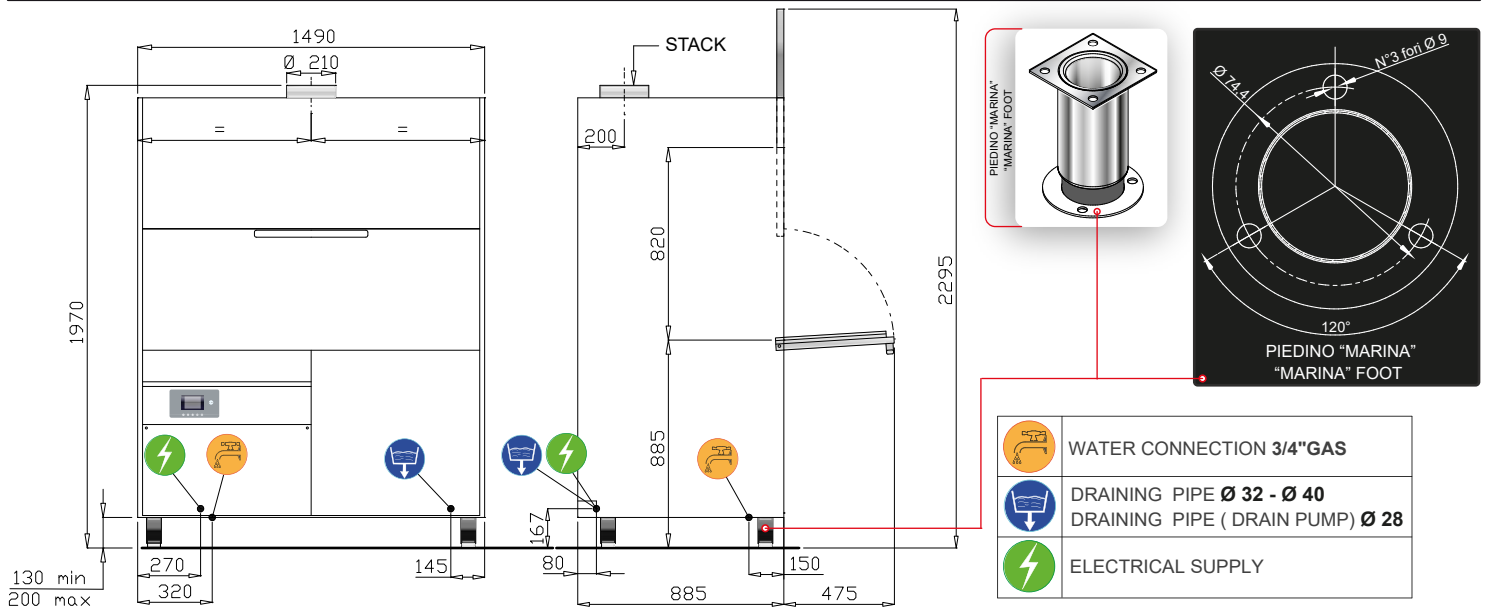 1490
Ø 210
STACK
=
=
200
1970
820
885
2295
475
167
80
150
885
270
320
145
130 min
200 max
PIEDINO “MARINA”
“MARINA” FOOT
Ø 74,4
N°3 fori Ø 9
120°
PIEDINO “MARINA”
“MARINA” FOOT
WATER CONNECTION 3/4"GAS
DRAINING PIPE Ø 32 - Ø 40
DRAINING PIPE ( DRAIN PUMP) Ø 28
ELECTRICAL SUPPLY